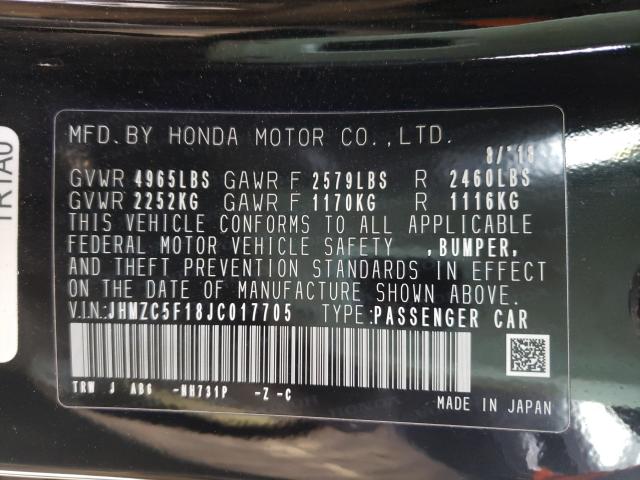 MFD.BY HONDA MOTOR CO.,LTD.
8/'18
GVWR 4965LBS GAWR F 2579LBS R 2460LBS
GVWR 2252KG GAWR F 1170KG R 1116KG
THIS VEHICLE CONFORMS TO ALL APPLICABLE
FEDERAL MOTOR VEHICLE SAFETY ,BUMPER,
AND THEFT PREVENTION STANDARDS IN EFFECT
ON THE DATE OF MANUFACTURE SHOWN ABOVE.
V.I.N:JHMZC5F18JC017705 TYPE:PASSENGER CAR
TRW J AB6 -NH731P -Z -C
MADE IN JAPAN